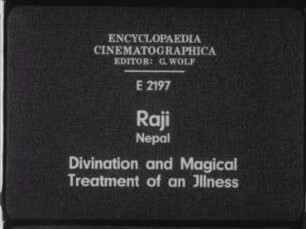 ENCYCLOPAEDIA
CINEMATOGRAPHICA
EDITOR: G. WOLF
E 2197
Raji
Nepal
Divination and Magical
Treatment of an Jllness